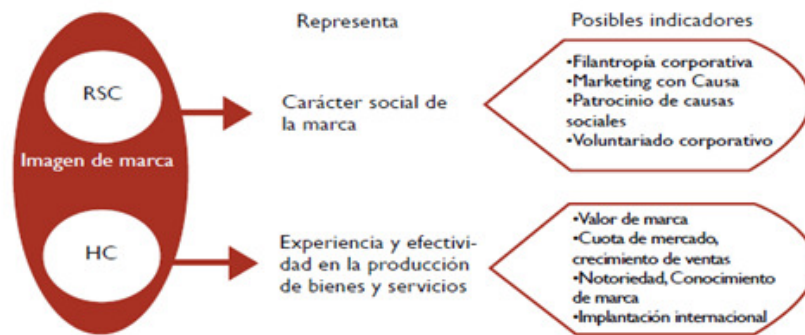 Representa
Posibles indicadores
RSC
Imagen de marca
HC
Carácter social de
la marca
•Filantropía corporativa
•Marketing con Causa
•Patrocinio de causas
sociales
•Voluntariado corporativo
Experiencia y efectivi-
dad en la producción
de bienes y servicios
•Valor de marca
•Cuota de mercado,
crecimiento de ventas
•Notoriedad, Conocimiento
de marca
•Implantación internacional